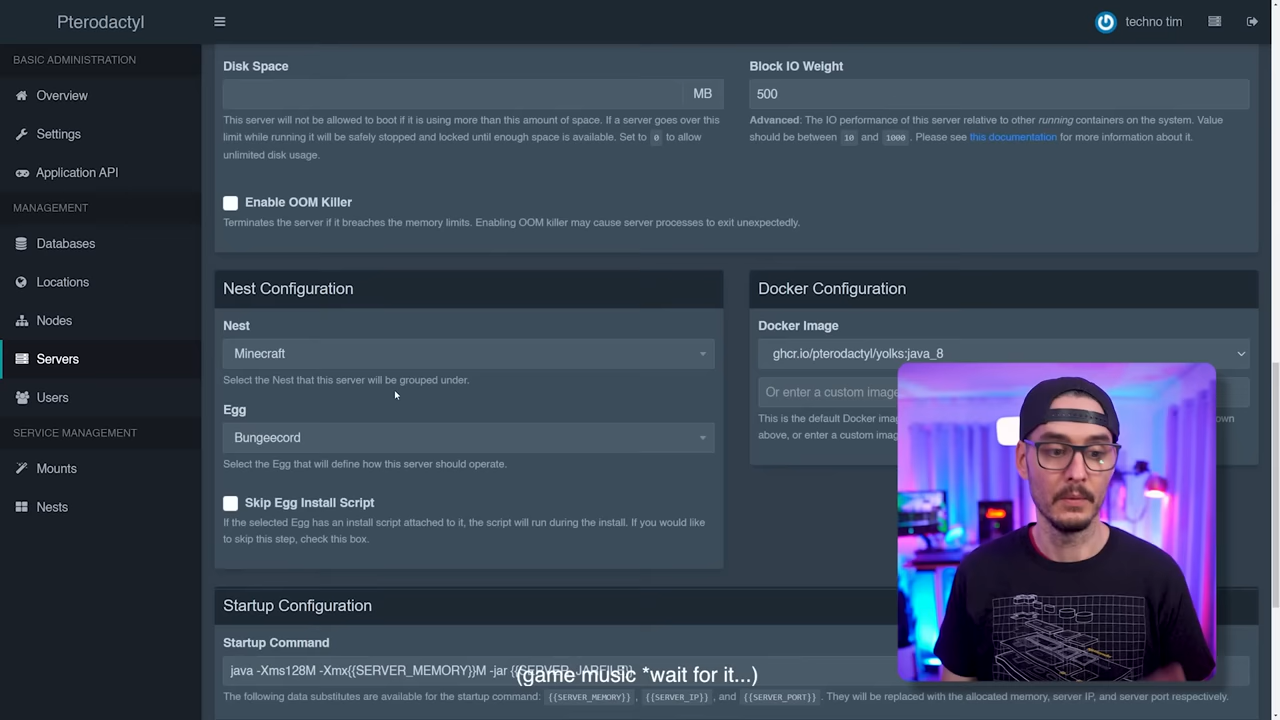 Pterodactyl
techno tim
BASIC ADMINISTRATION
Overview
Settings
Application API
MANAGEMENT
Databases
Locations
Nodes
Servers
Users
SERVICE MANAGEMENT
Mounts
Nests
Disk Space
MB
This server will not be allowed to boot if it is using more than this amount of space. If a server goes over this
limit while running it will be safely stopped and locked until enough space is available. Set to 0 to allow
unlimited disk usage.
Block IO Weight
500
Advanced: The IO performance of this server relative to other running containers on the system. Value
should be between 10 and 1000. Please see this documentation for more information about it.
Enable OOM Killer
Terminates the server if it breaches the memory limits. Enabling OOM killer may cause server processes to exit unexpectedly.
Nest Configuration
Nest
Minecraft
Select the Nest that this server will be grouped under.
Egg
Bungeecord
Select the Egg that will define how this server should operate.
Skip Egg Install Script
If the selected Egg has an install script attached to it, the script will run during the install. If you would like
to skip this step, check this box.
Docker Configuration
Docker Image
ghcr.io/pterodactyl/yolks:java_8
Or enter a custom image
This is the default Docker imag
own
above, or enter a custom imag
Startup Configuration
Startup Command
java -Xms128M -Xmx{{SERVER_MEMORY}}M -jar {{SERVER_JARFILE}}
(game music *wait for it...)
The following data substitutes are available for the startup command: {{SERVER_MEMORY}}, {{SERVER_IP}}, and {{SERVER_PORT}}. They will be replaced with the allocated memory, server IP, and server port respectively.